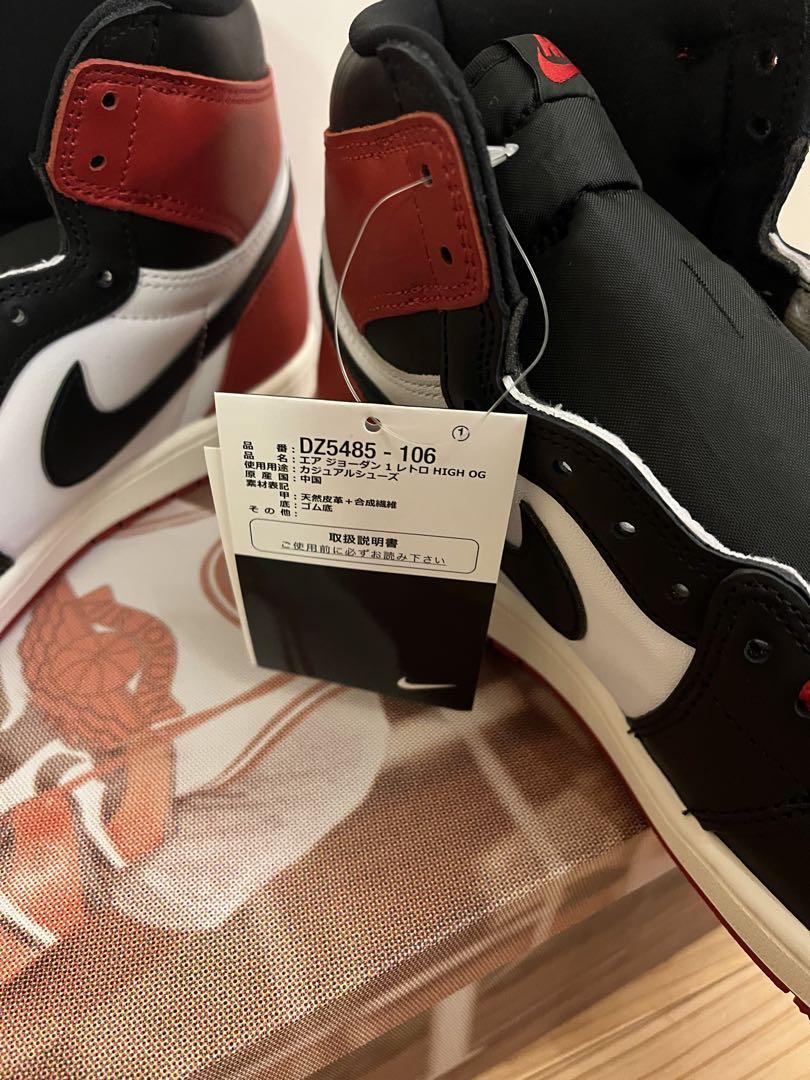 ①
品番：DZ5485 - 106
品名：エア ジョーダン 1 レトロ HIGH OG
使用用途：カジュアルシューズ
原産国：中国
素材表記
甲：天然皮革＋合成繊維
底：ゴム底
その他：
取扱説明書
ご使用前に必ずお読み下さい
AIR JORDAN